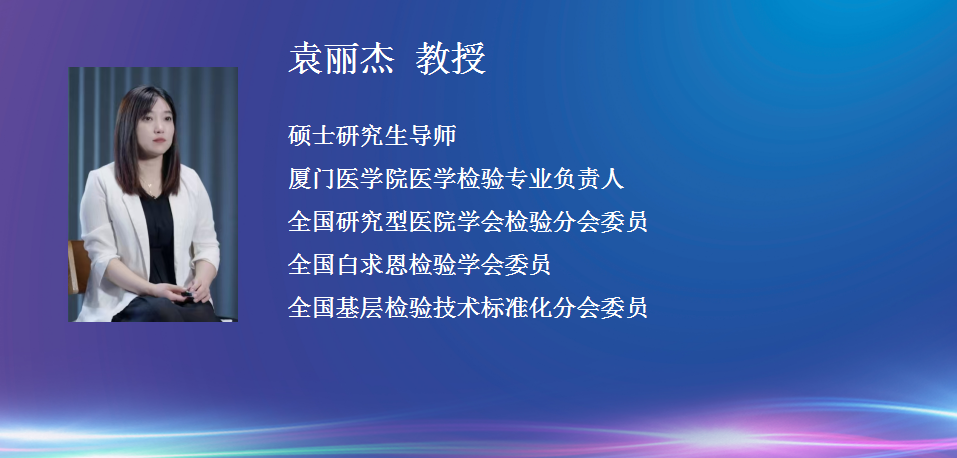 袁丽杰 教授
硕士研究生导师
厦门医学院医学检验专业负责人
全国研究型医院学会检验分会委员
全国白求恩检验学会委员
全国基层检验技术标准化分会委员